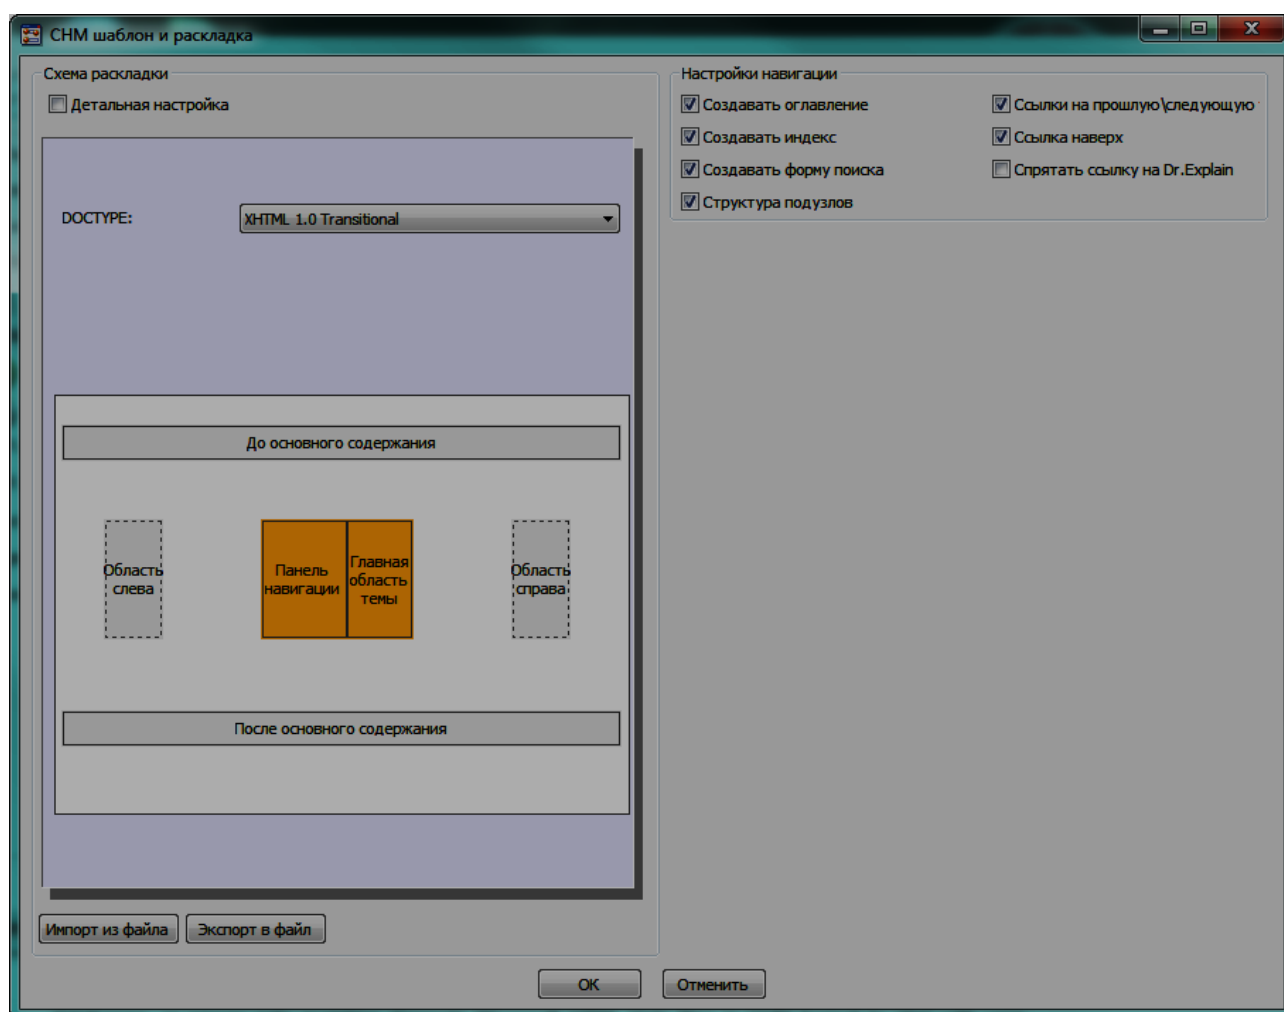 CHM шаблон и раскладка
Схема раскладки
Детальная настройка
DOCTYPE:
XHTML 1.0 Transitional
До основного содержания
Область
слева
Панель
навигации
Главная
область
темы
Область
справа
После основного содержания
Импорт из файла
Экспорт в файл
Настройки навигации
Создавать оглавление
Ссылки на прошлую\следующую
Создавать индекс
Ссылка наверх
Создавать форму поиска
Спрятать ссылку на Dr.Explain
Структура подузлов
OK
Отменить